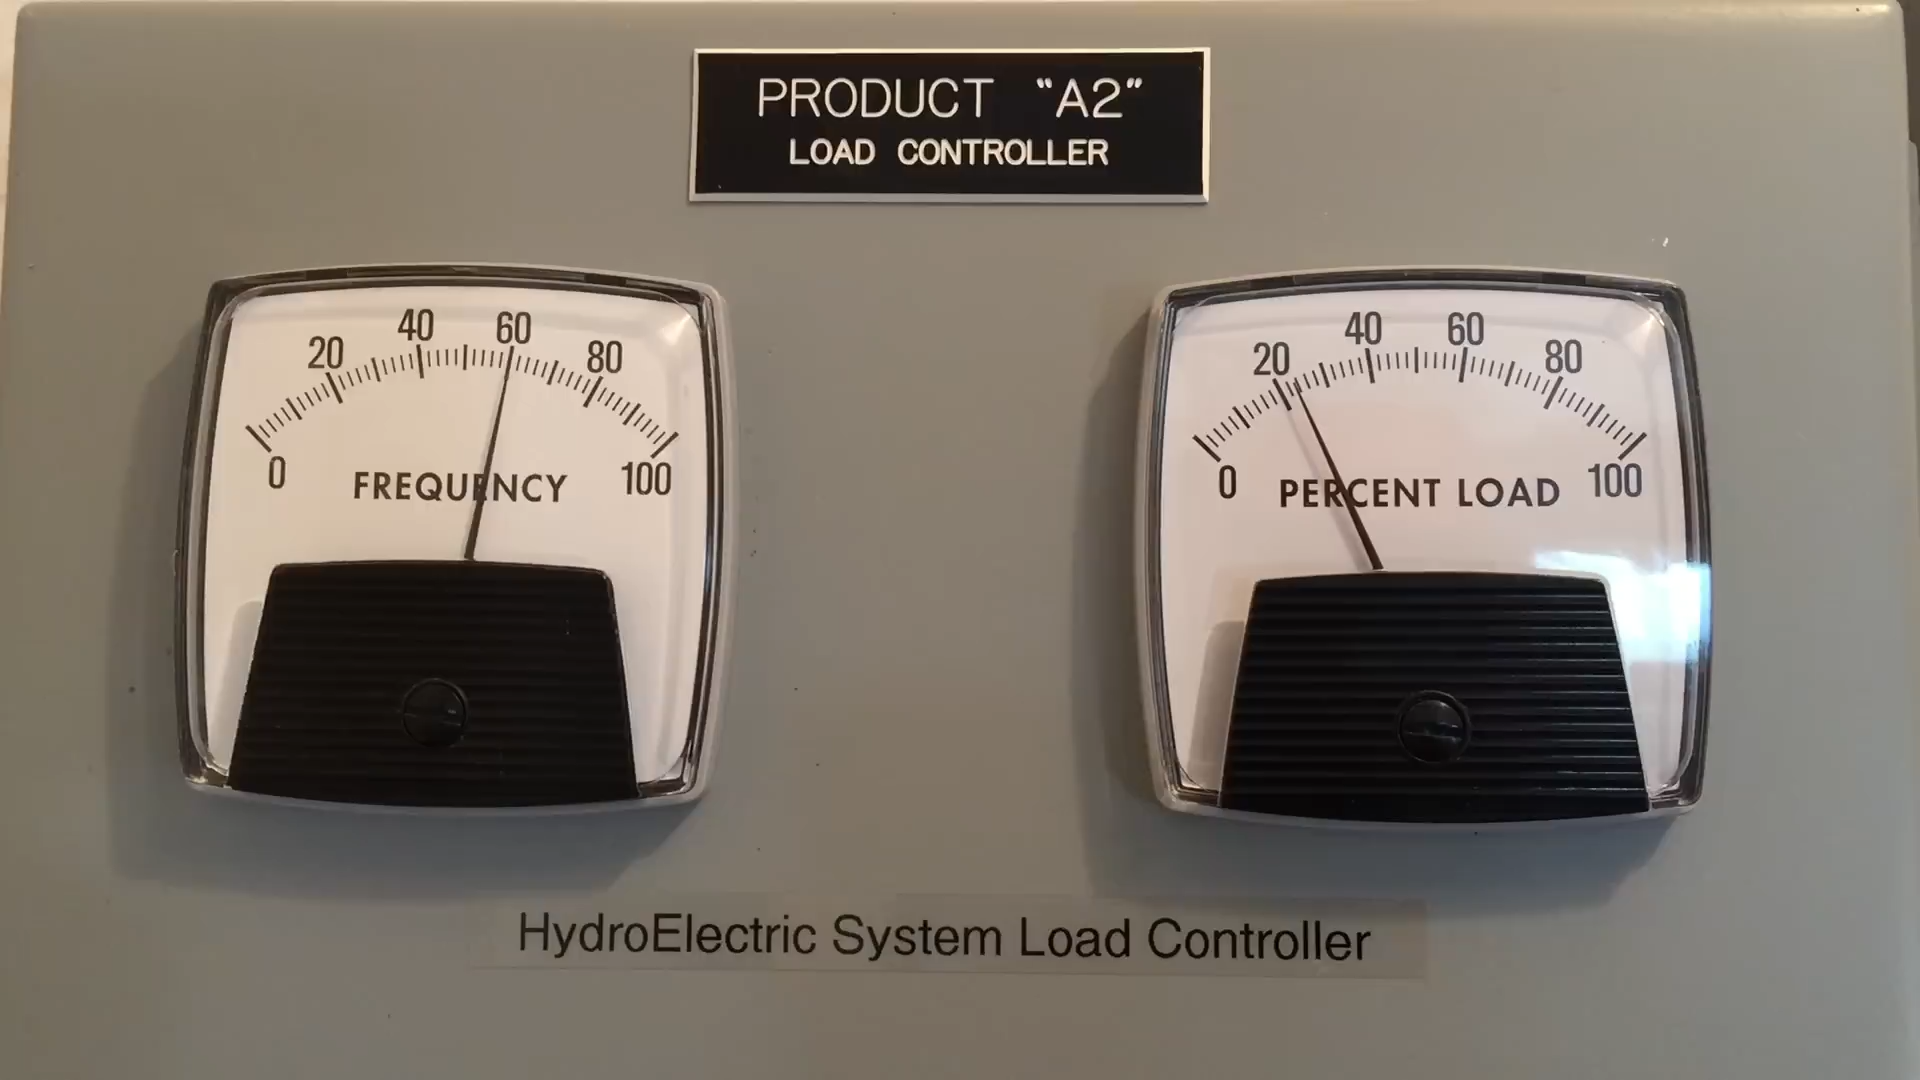 PRODUCT "A2"
LOAD CONTROLLER
0 20 40 60 80 100
FREQUENCY
0 20 40 60 80 100
PERCENT LOAD
HydroElectric System Load Controller